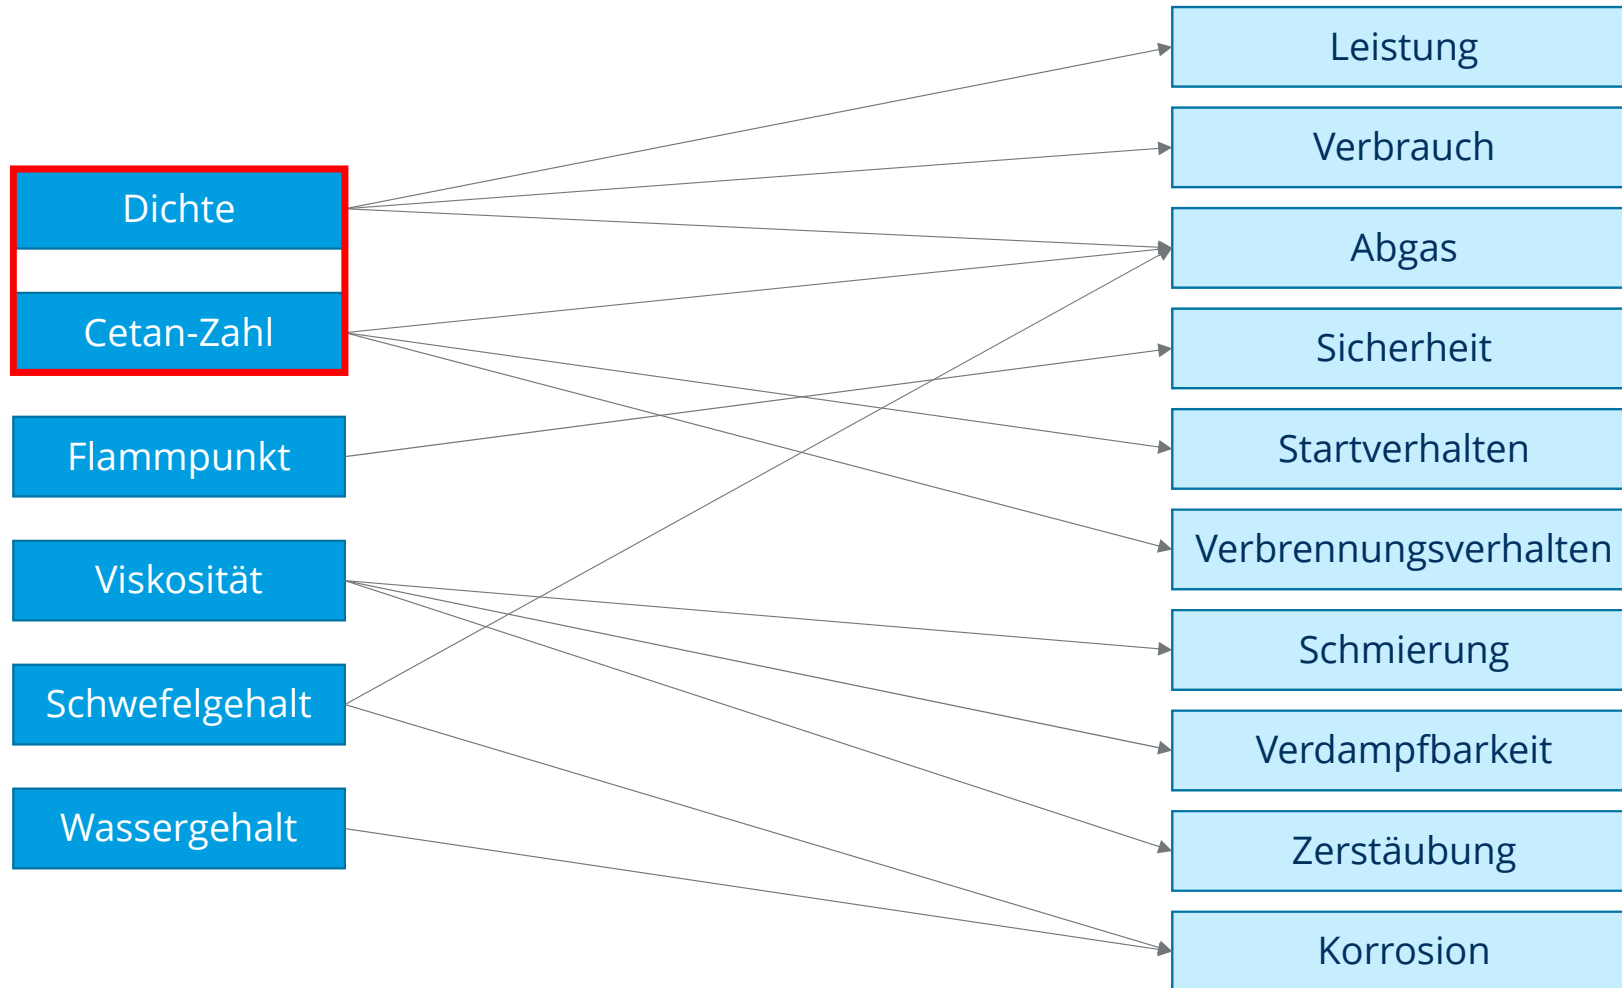 Dichte
Cetan-Zahl
Flammpunkt
Viskosität
Schwefelgehalt
Wassergehalt
Leistung
Verbrauch
Abgas
Sicherheit
Startverhalten
Verbrennungsverhalten
Schmierung
Verdampfbarkeit
Zerstäubung
Korrosion